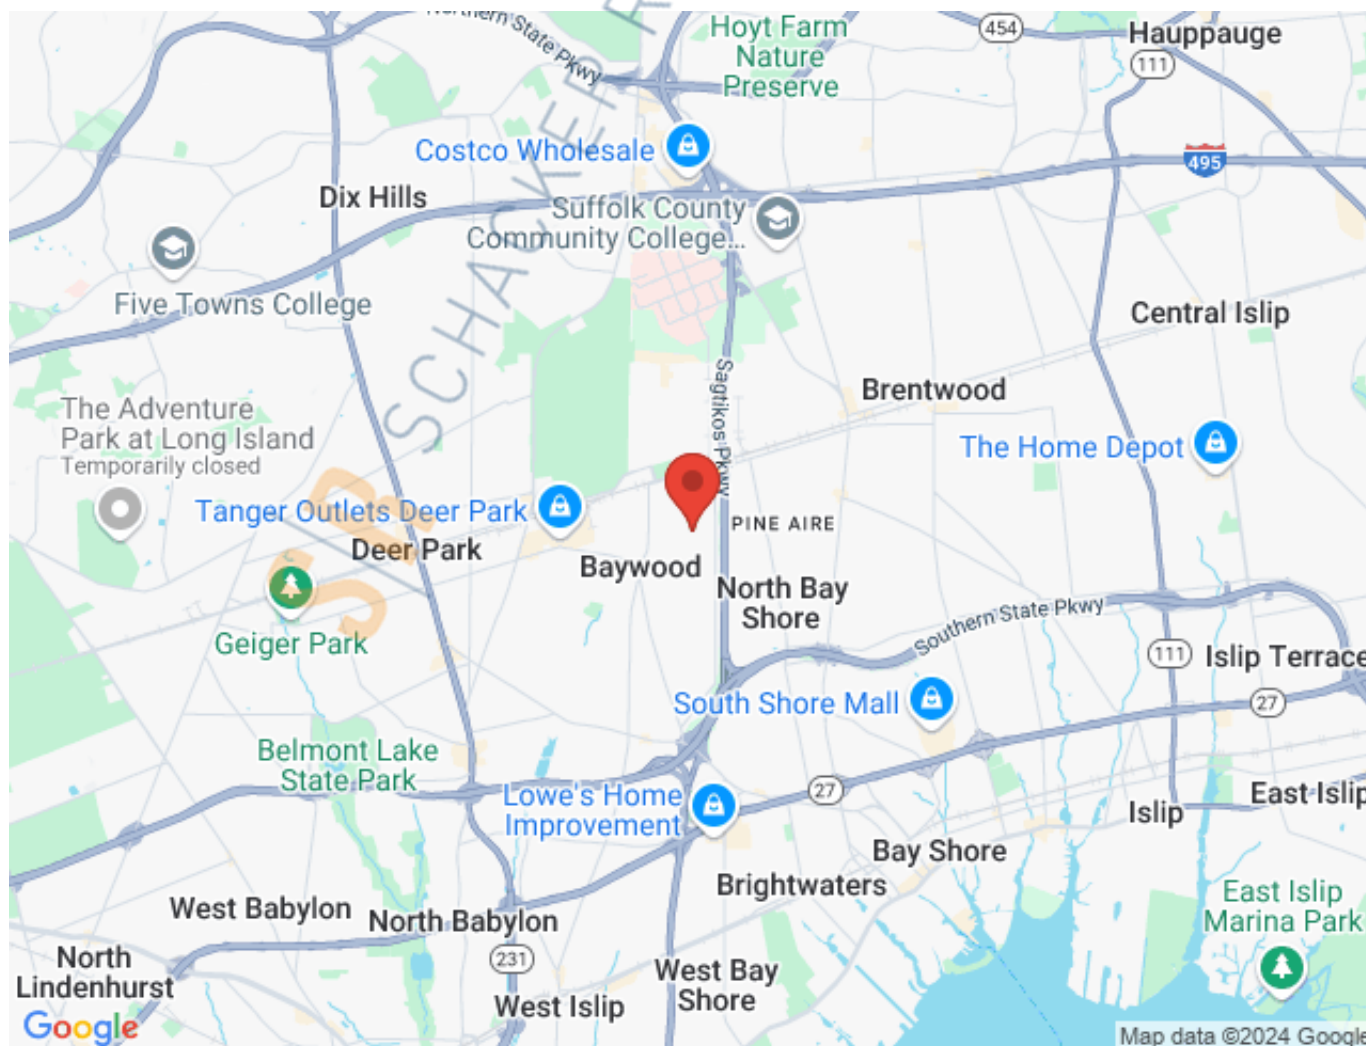 Northern State Pkwy
Hoyt Farm
Nature
Preserve
454
Hauppauge
111
Costco Wholesale
495
Dix Hills
Suffolk County
Community College...
Five Towns College
Central Islip
Sagtikos Pkwy
Brentwood
The Adventure
Park at Long Island
Temporarily closed
The Home Depot
Tanger Outlets Deer Park
PINE AIRE
Deer Park
Baywood
North Bay
Shore
Southern State Pkwy
Geiger Park
111
Islip Terrace
South Shore Mall
27
Belmont Lake
State Park
27
Lowe's Home
Improvement
East Islip
Islip
Bay Shore
Brightwaters
East Islip
Marina Park
West Babylon
North Babylon
North
Lindenhurst
231
West Bay
Shore
West Islip
Google
Map data ©2024 Google
SIR